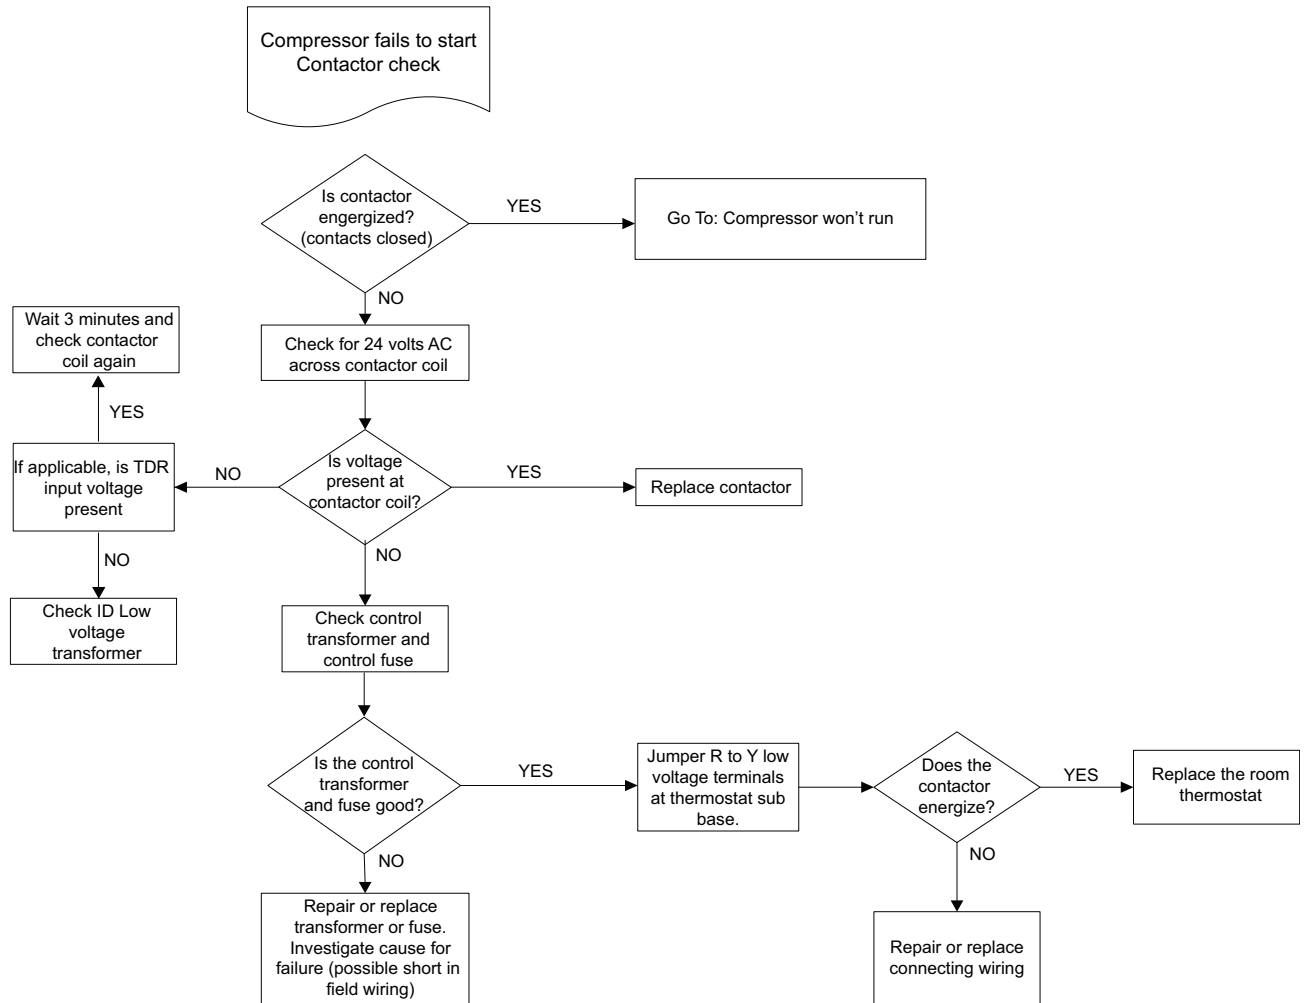 Compressor fails to start
Contactor check
Is contactor
engergized?
(contacts closed)
YES
Go To: Compressor won't run
NO
Wait 3 minutes and
check contactor
coil again
Check for 24 volts AC
across contactor coil
YES
If applicable, is TDR
input voltage
present
NO
Is voltage
present at
contactor coil?
YES
Replace contactor
NO
NO
Check ID Low
voltage
transformer
Check control
transformer and
control fuse
Is the control
transformer
and fuse good?
YES
Jumper R to Y low
voltage terminals
at thermostat sub
base.
Does the
contactor
energize?
YES
Replace the room
thermostat
NO
NO
Repair or replace
transformer or fuse.
Investigate cause for
failure (possible short in
field wiring)
Repair or replace
connecting wiring